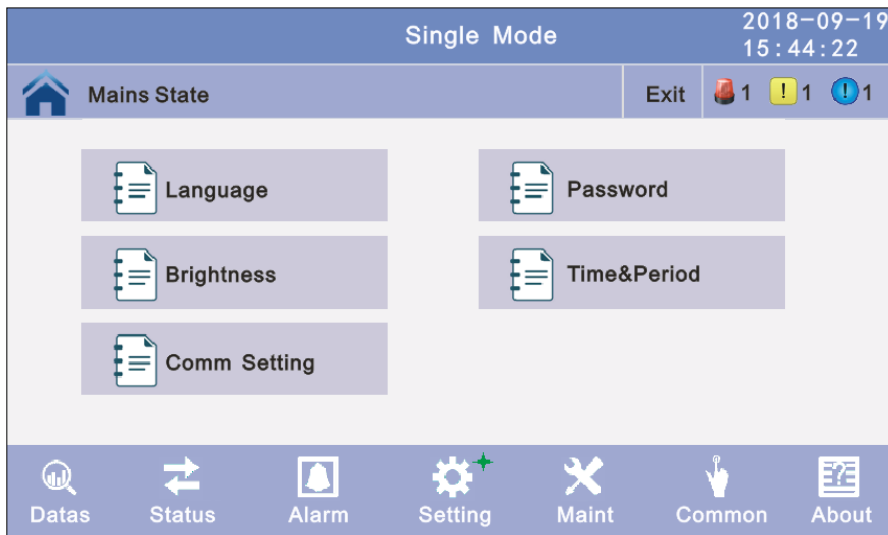 Single Mode
2018-09-19
15:44:22
Mains State
Exit
1
! 1
! 1
Language
Password
Brightness
Time&Period
Comm Setting
Datas
Status
Alarm
Setting
Maint
Common
About